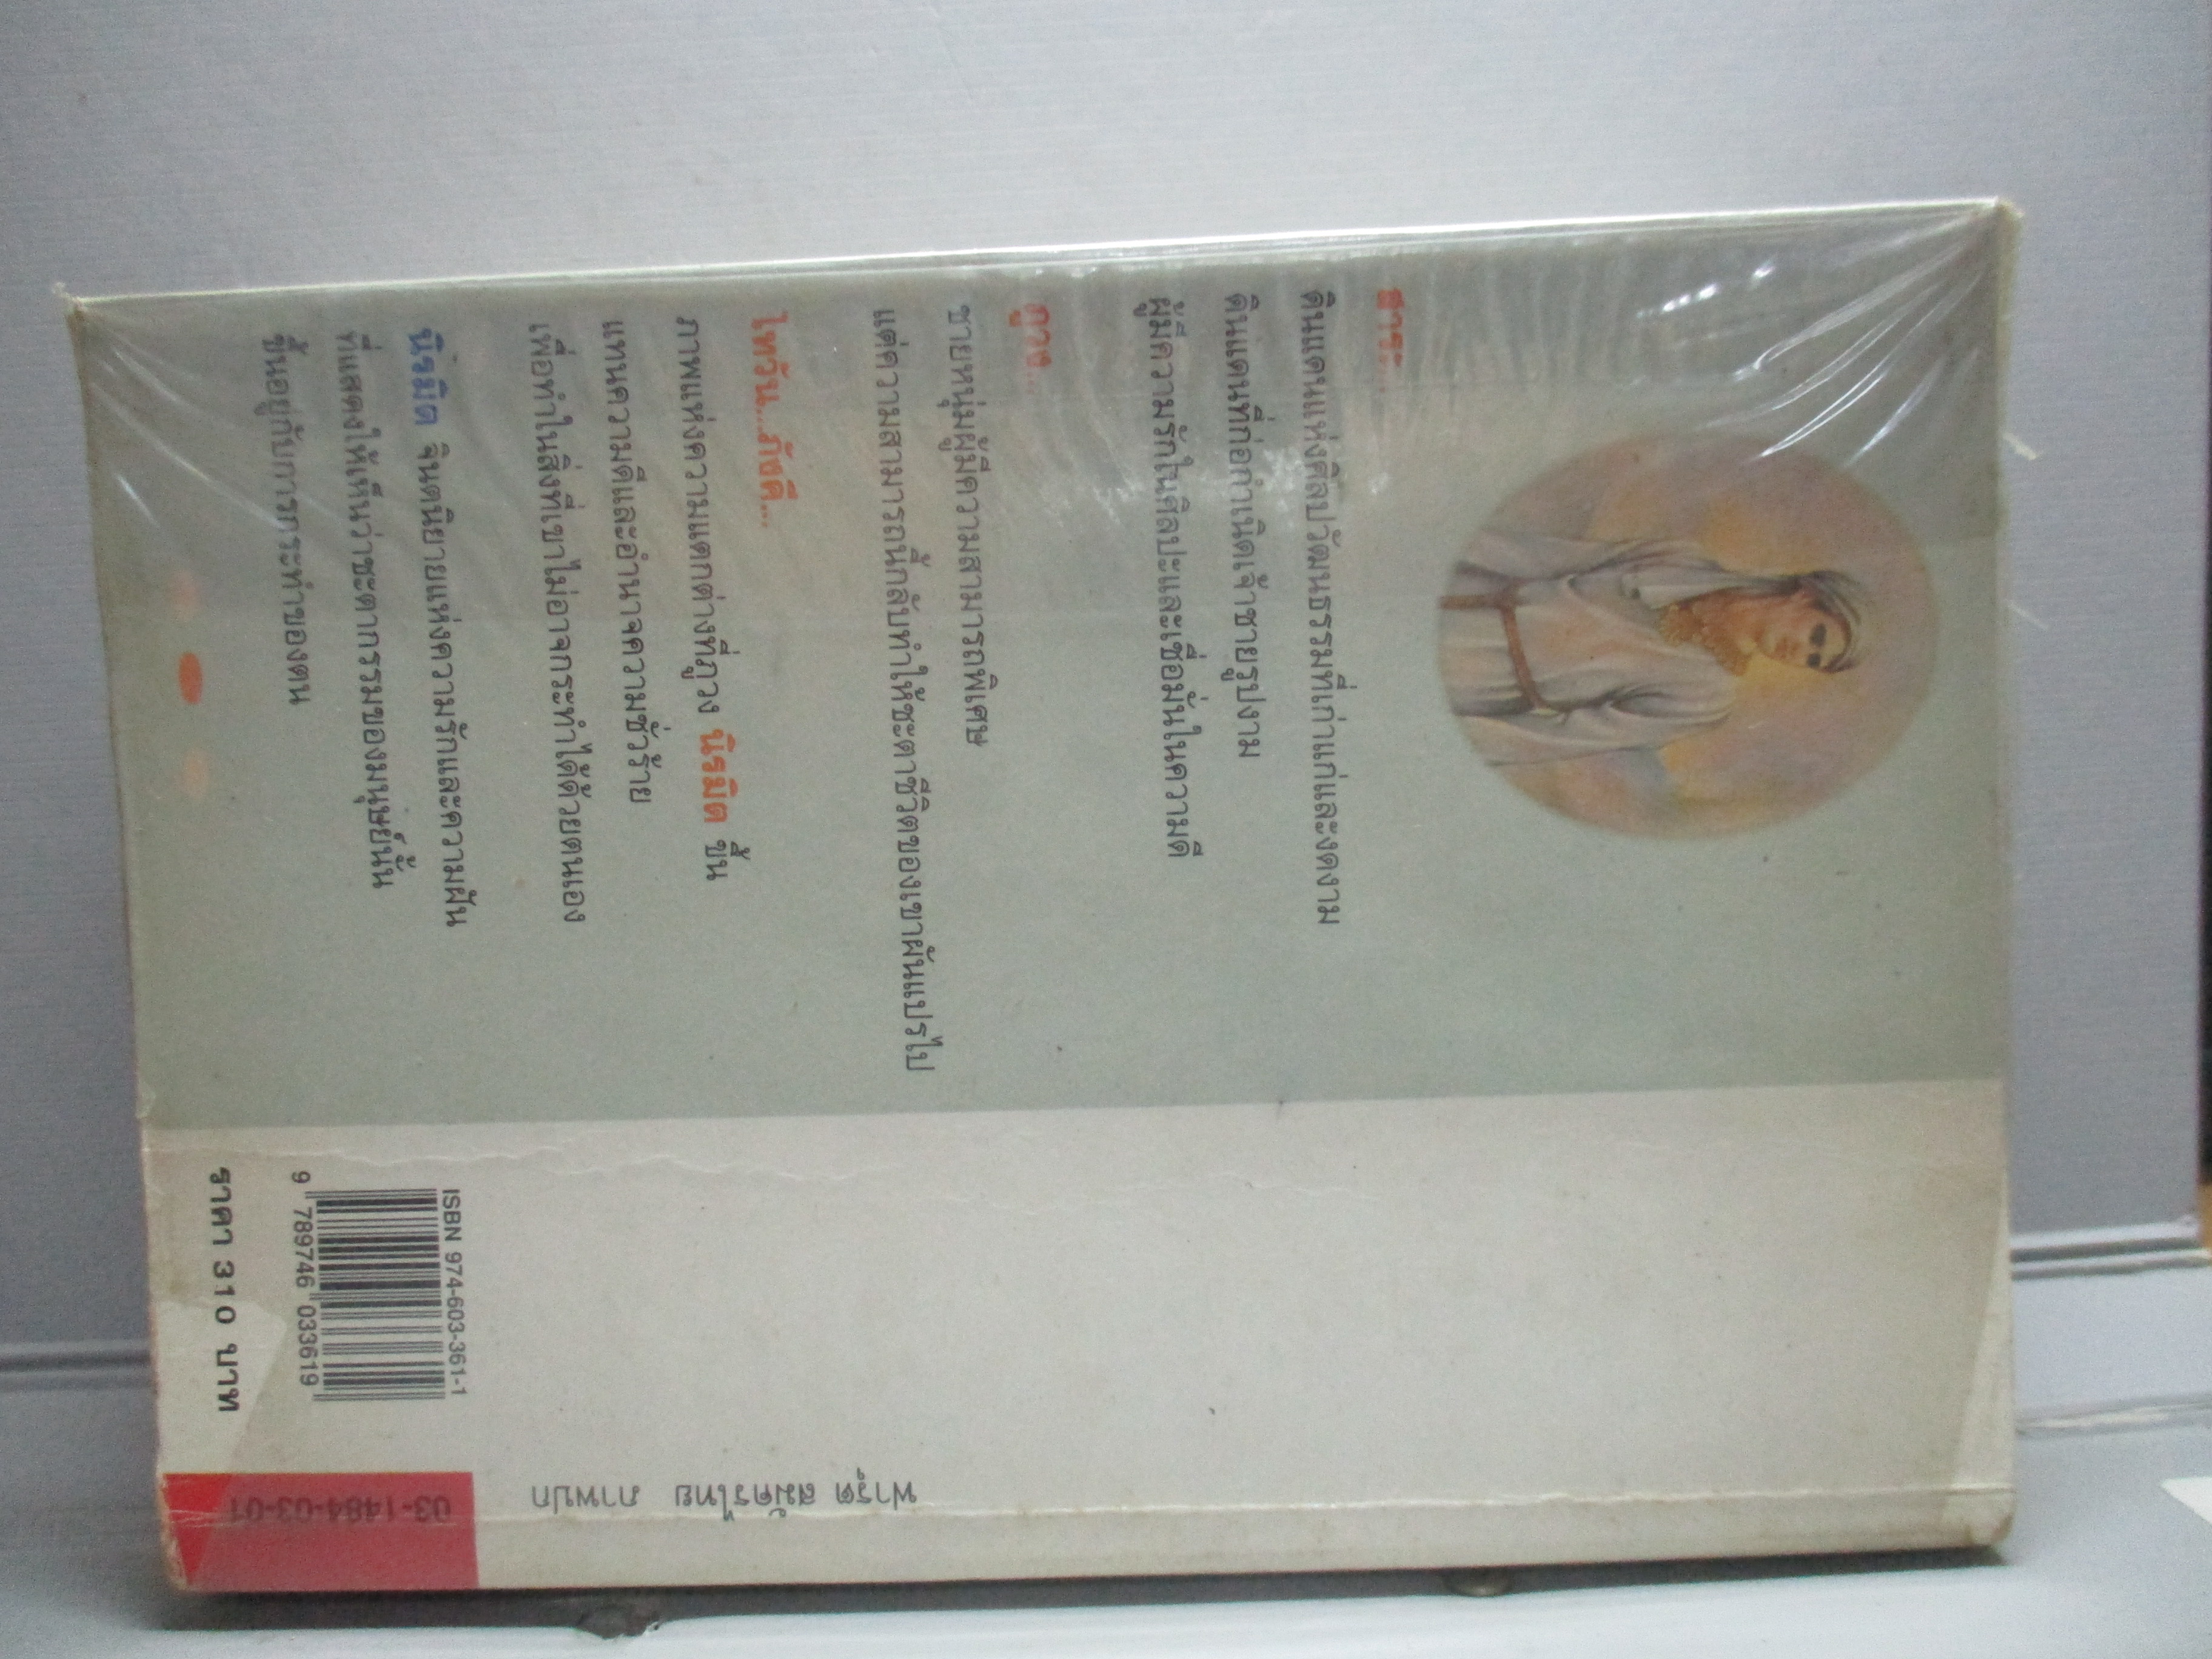 ดินแดนแห่งศิลปวัฒนธรรมที่เก่าแก่และงดงาม
ดินแดนที่ก่อกำเนิดเจ้าชายรูปงาม
ผู้มีความรักในศิลปะและเชื่อมั่นในความดี
ภูวง...
ชายหนุ่มผู้มีความสามารถพิเศษ
แต่ความสามารถนี้กลับทำให้ชะตาชีวิตของเขาผันแปรไป
ไทวัน...ภังคี...
ภาพแห่งความแตกต่างที่ภูวง นิรมิต ขึ้น
แทนความดีและอำนาจความชั่วร้าย
เพื่อทำในสิ่งที่เขาไม่อาจกระทำได้ด้วยตนเอง
นิรมิต จินตนิยายแห่งความรักและความฝัน
ที่แสดงให้เห็นว่าชะตากรรมของมนุษย์นั้น
ขึ้นอยู่กับการกระทำของตน
ISBN 974-603-361-1
9 789746 033619
ราคา 310 บาท
ฟารุต สมัครไทย ภาพปก
03-1484-03-01